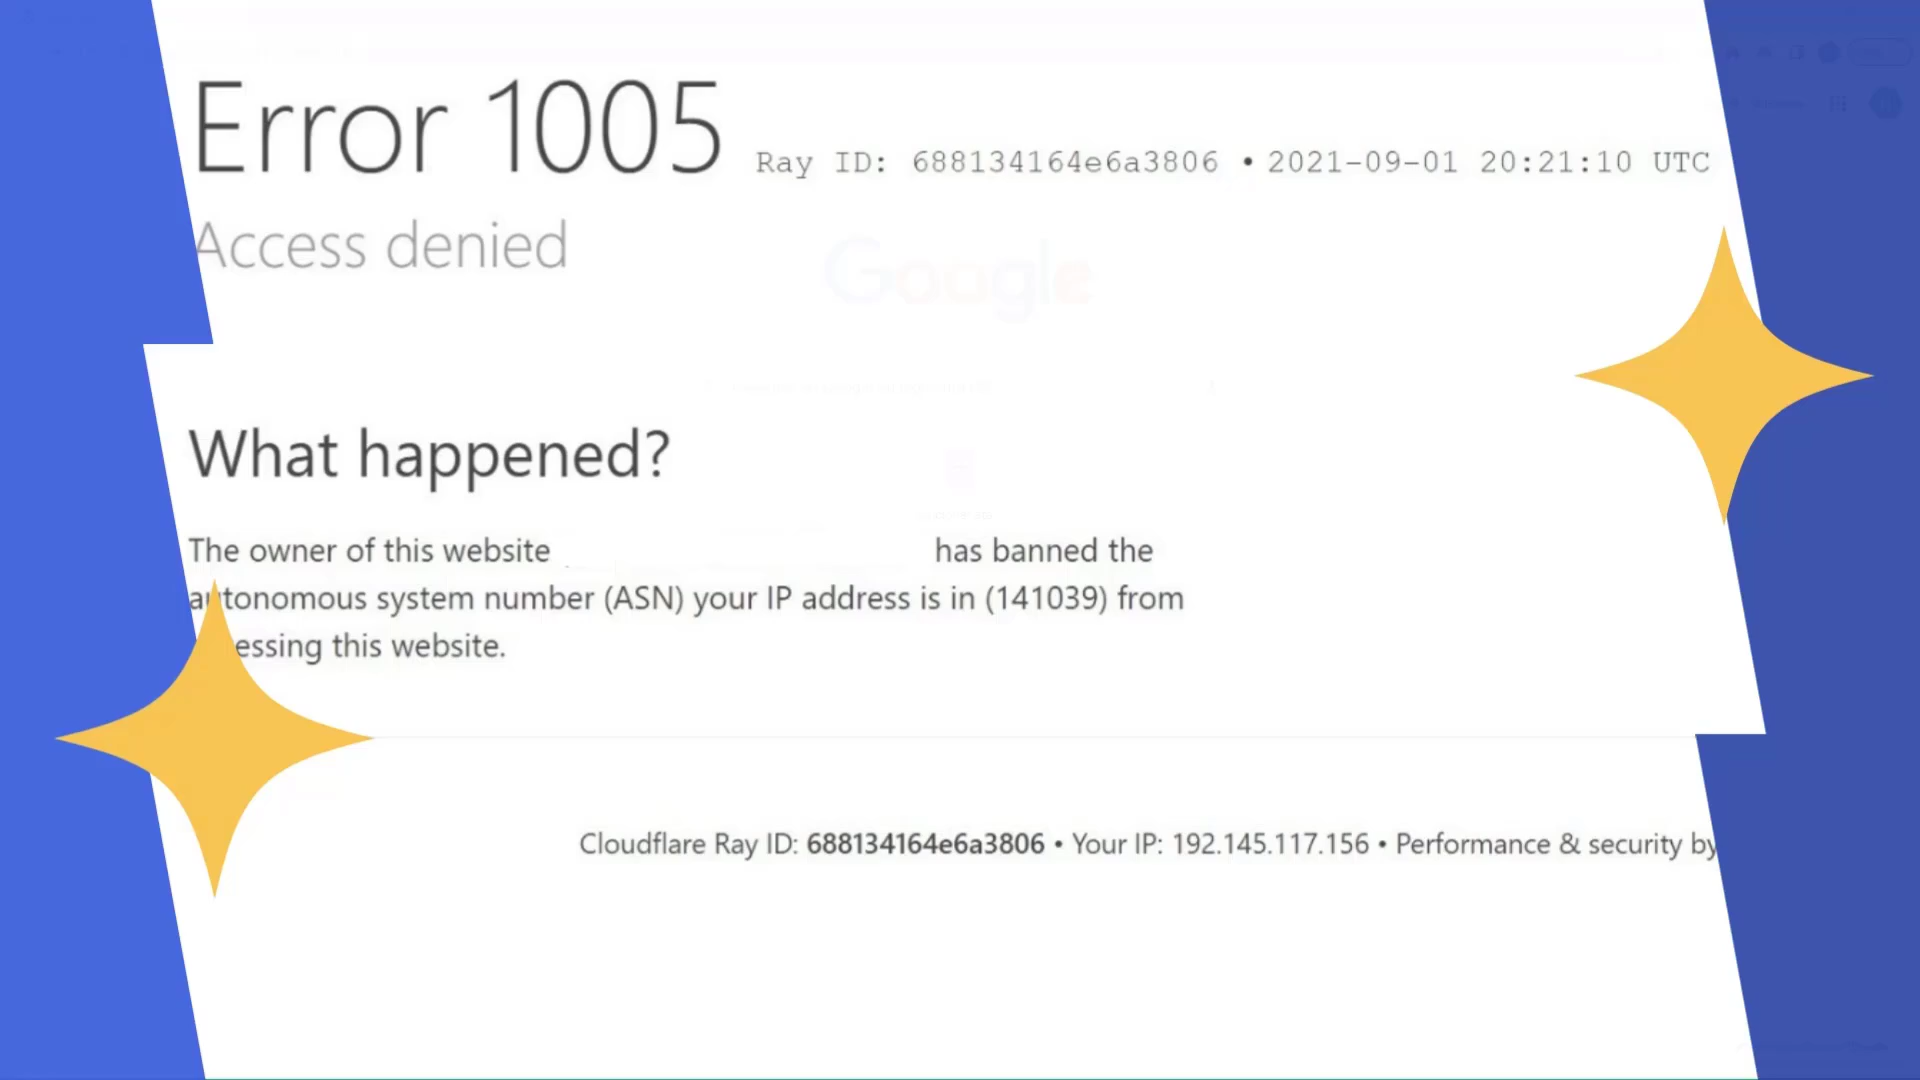 Error 1005 Ray ID: 688134164e6a3806 • 2021-09-01 20:21:10 UTC
Access denied
Google
What happened?
The owner of this website has banned the
autonomous system number (ASN) your IP address is in (141039) from
essing this website.
Cloudflare Ray ID: 688134164e6a3806 • Your IP: 192.145.117.156 • Performance & security by